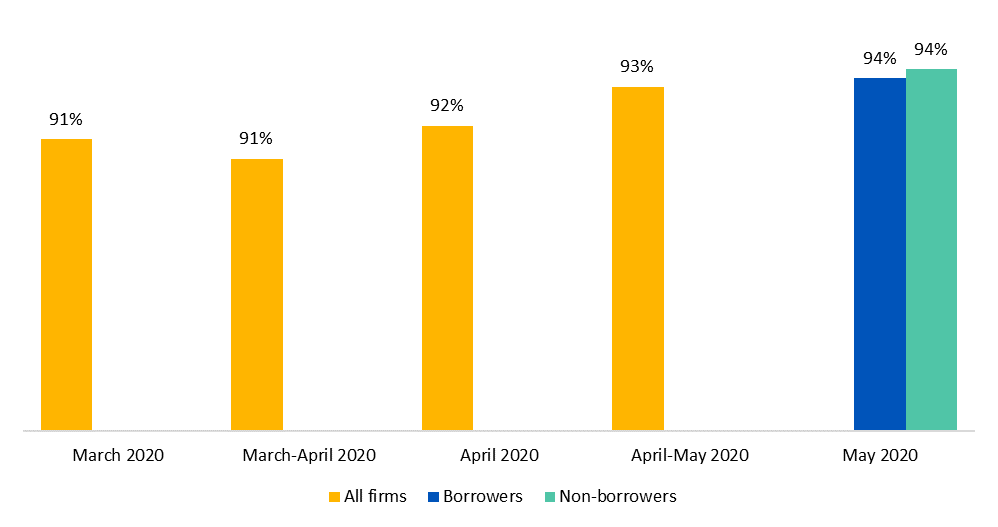 94%
94%
93%
92%
91%
91%
March 2020
March-April 2020
April 2020
April-May 2020
May 2020
All firms
Borrowers
Non-borrowers